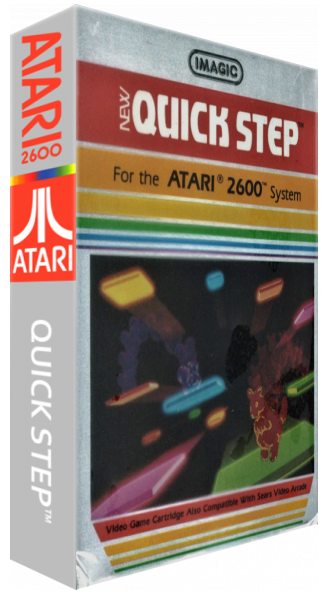 ATARI
2600
ATARI
QUICK STEP™
IMAGIC
NEW
QUICK STEP™
For the ATARI® 2600™ System
Video Game Cartridge Also Compatible With Sears Video Arcade